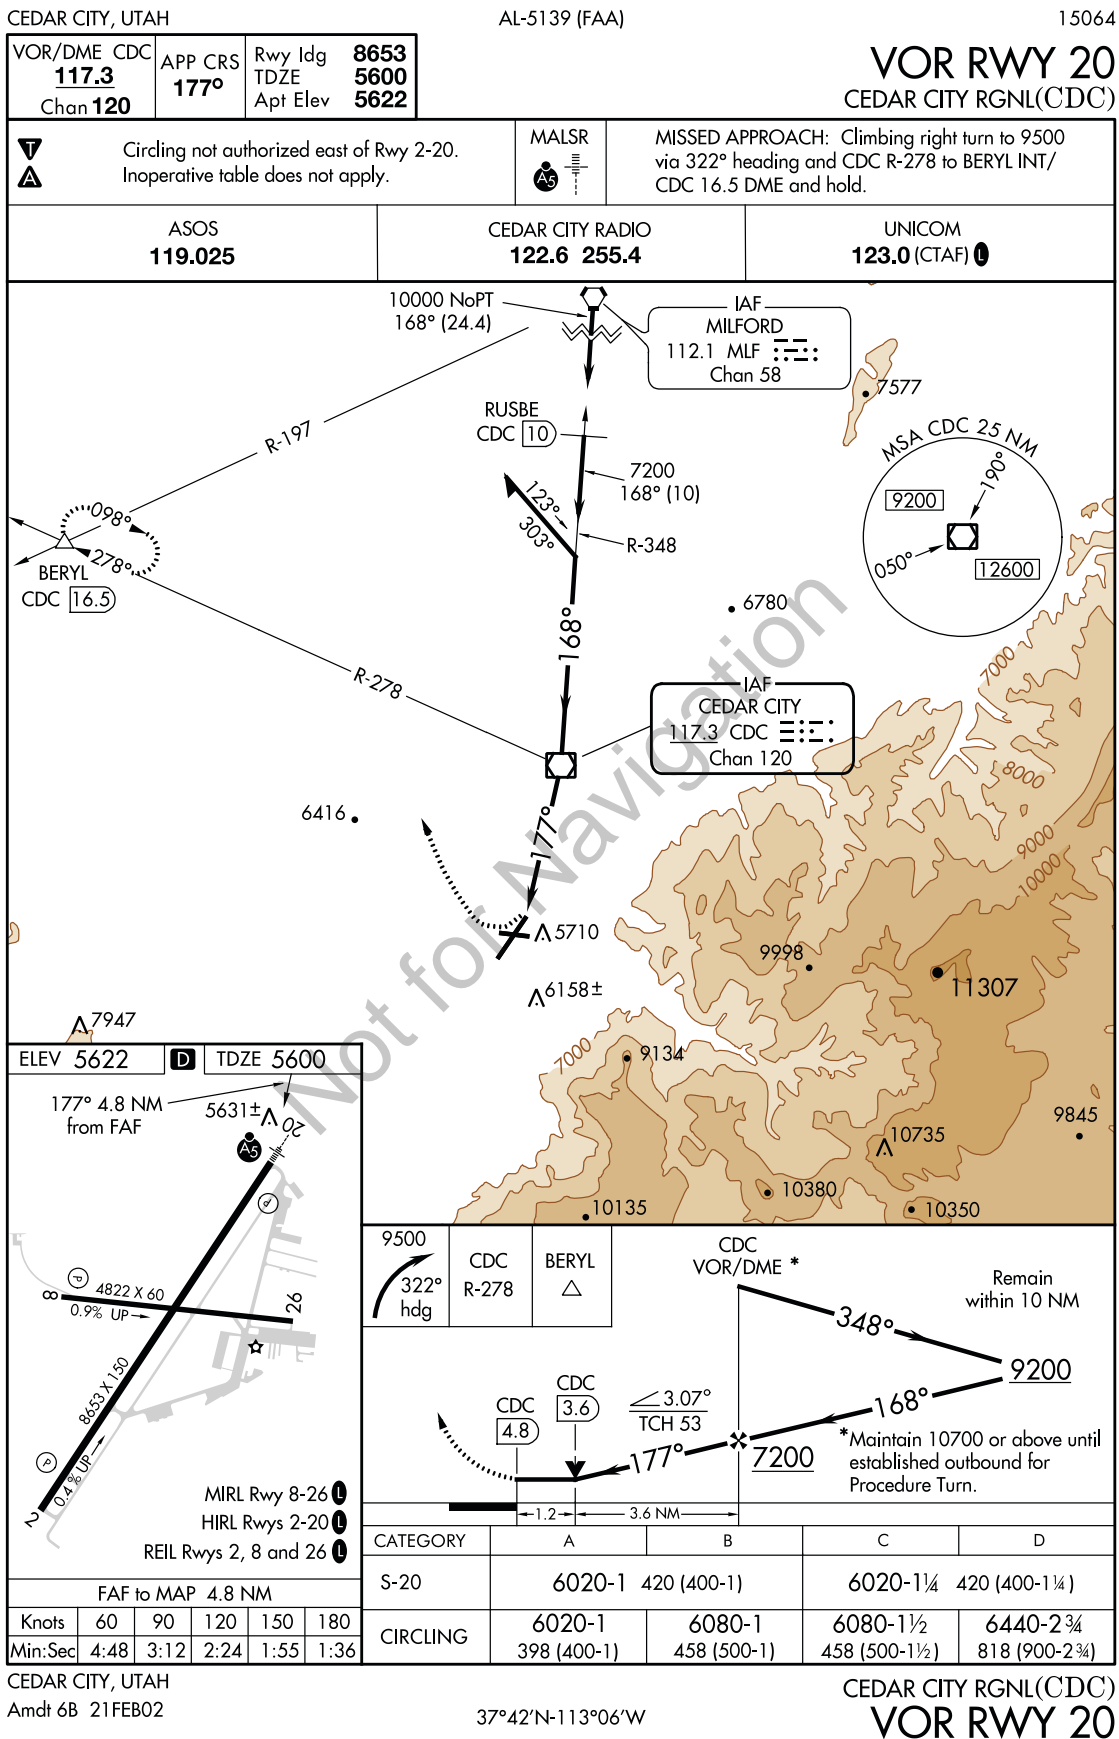 CEDAR CITY, UTAH
AL-5139 (FAA)
15064
VOR/DME CDC
117.3
Chan 120
APP CRS
177°
Rwy ldg 8653
TDZE 5600
Apt Elev 5622
VOR RWY 20
CEDAR CITY RGNL(CDC)
T
A
Circling not authorized east of Rwy 2-20.
Inoperative table does not apply.
MALSR
A5
MISSED APPROACH: Climbing right turn to 9500
via 322° heading and CDC R-278 to BERYL INT/
CDC 16.5 DME and hold.
ASOS
119.025
CEDAR CITY RADIO
122.6 255.4
UNICOM
123.0 (CTAF) L
10000 NoPT
168° (24.4)
IAF
MILFORD
112.1 MLF
Chan 58
7577
RUSBE
CDC 10
R-197
7200
168° (10)
MSA CDC 25 NM
190°
9200
050°
12600
123°
303°
R-348
098°
278°
BERYL
CDC 16.5
168°
6780
R-278
7000
IAF
CEDAR CITY
117.3 CDC
Chan 120
8000
6416
177°
9000
10000
5710
9998
11307
6158±
7947
7000
9134
9845
10735
10380
10135
10350
Not for Navigation
ELEV 5622
D
TDZE 5600
177° 4.8 NM
from FAF
5631±
20
A5
P
P
8
4822 X 60
0.9% UP
26
8653 X 150
P
0.4% UP
2
MIRL Rwy 8-26 L
HIRL Rwys 2-20 L
REIL Rwys 2, 8 and 26 L
FAF to MAP 4.8 NM
Knots 60 90 120 150 180
Min:Sec 4:48 3:12 2:24 1:55 1:36
9500
322°
hdg
CDC
R-278
BERYL
CDC
VOR/DME *
Remain
within 10 NM
348°
9200
168°
CDC
3.6
CDC
4.8
3.07°
TCH 53
177°
7200
*Maintain 10700 or above until
established outbound for
Procedure Turn.
1.2
3.6 NM
CATEGORY A B C D
S-20 6020-1 420 (400-1) 6020-1¼ 420 (400-1¼)
CIRCLING 6020-1 6080-1 6080-1½ 6440-2¾
398 (400-1) 458 (500-1) 458 (500-1½) 818 (900-2¾)
CEDAR CITY, UTAH
Amdt 6B 21FEB02
37°42'N-113°06'W
CEDAR CITY RGNL(CDC)
VOR RWY 20